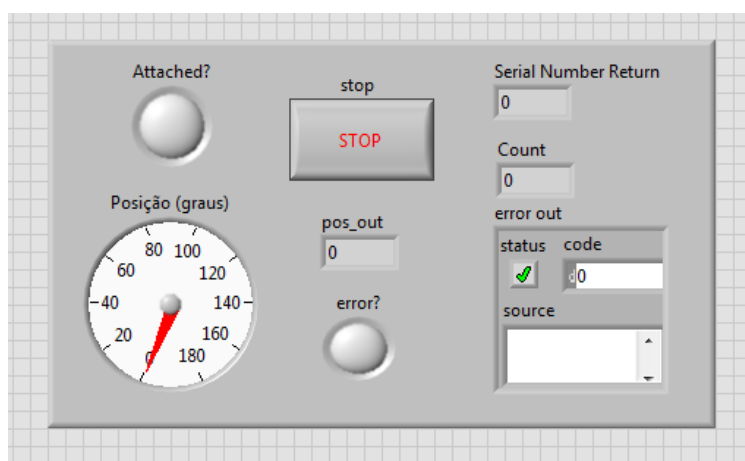 Attached?
stop
STOP
Serial Number Return
0
Count
0
Posição (graus)
0
20
40
60
80
100
120
140
160
180
pos_out
0
error?
error out
status
code
d0
source